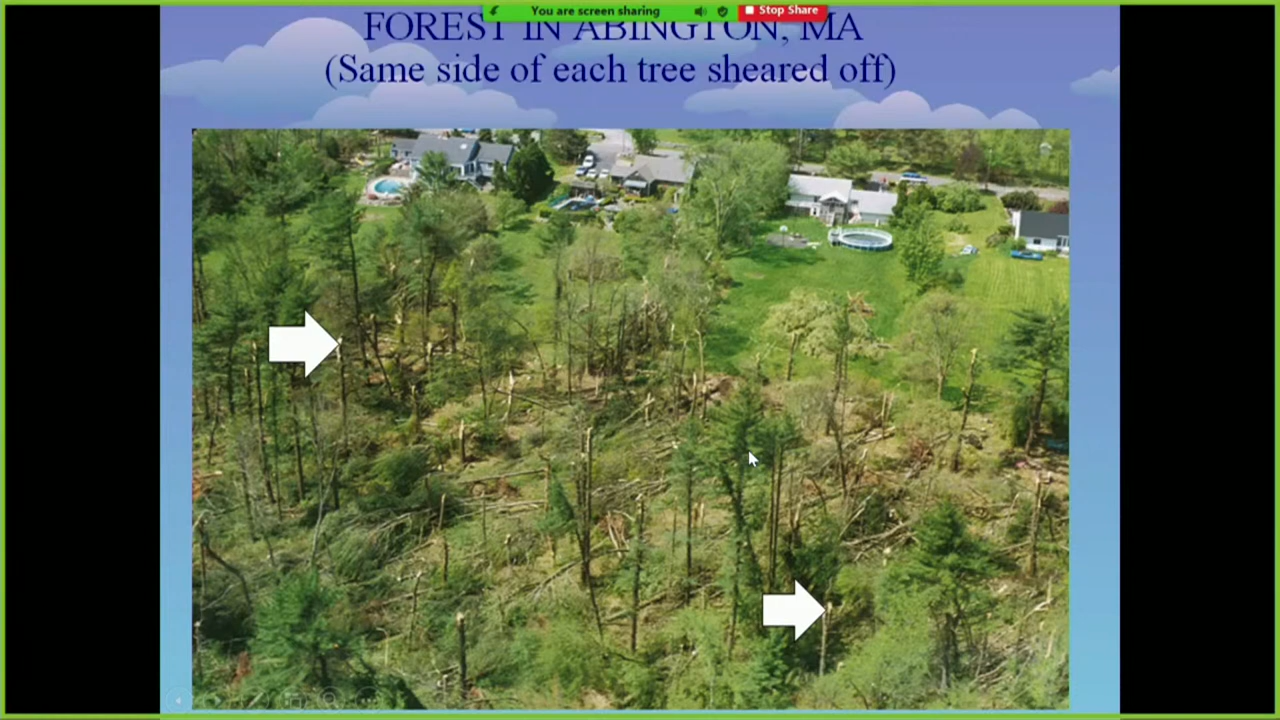 You are screen sharing
Stop Share
FOREST IN ABINGTON, MA
(Same side of each tree sheared off)